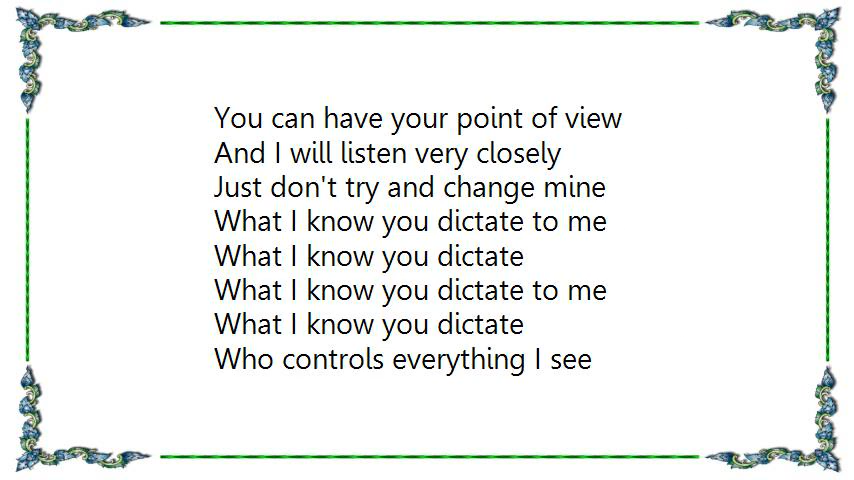 You can have your point of view
And I will listen very closely
Just don't try and change mine
What I know you dictate to me
What I know you dictate
What I know you dictate to me
What I know you dictate
Who controls everything I see